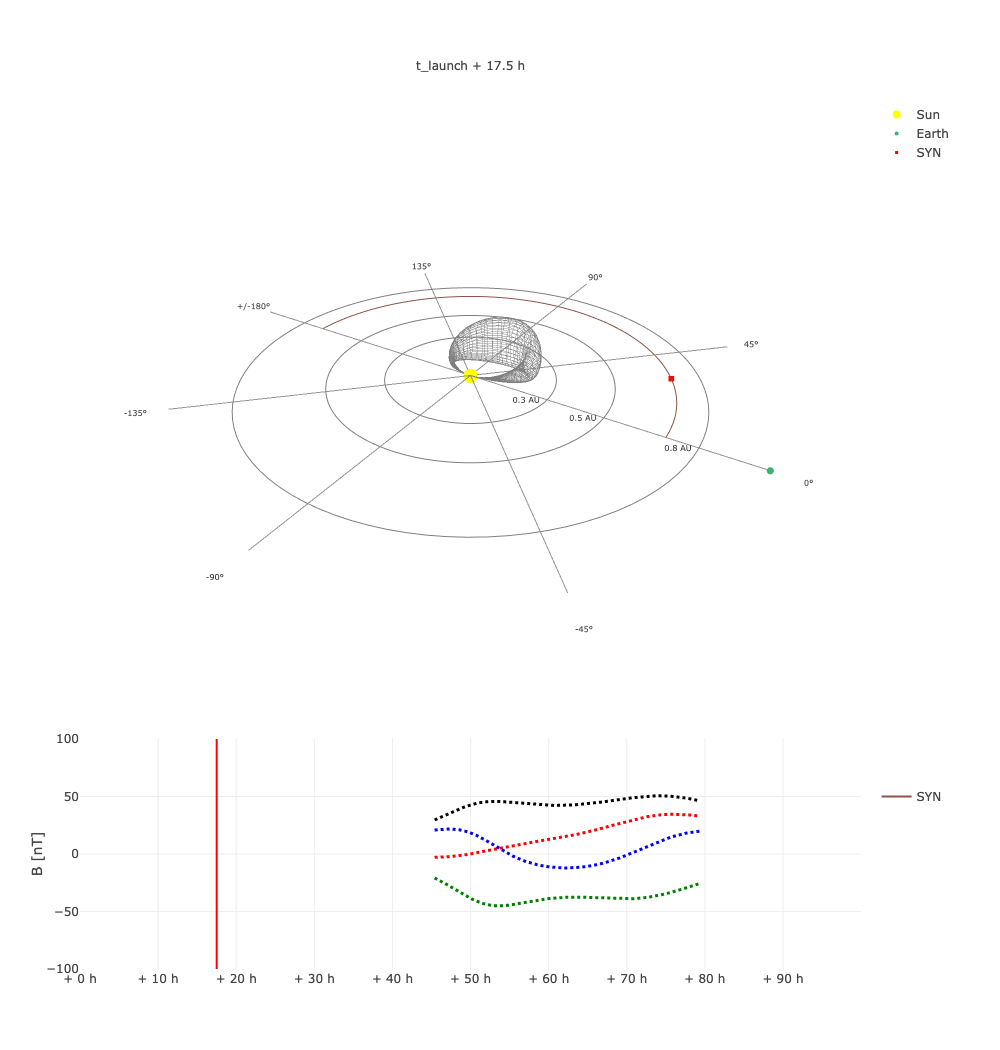 t_launch + 17.5 h
Sun
Earth
SYN
135°
90°
+/-180°
45°
-135°
0.3 AU
0.5 AU
0.8 AU
0°
-90°
-45°
100
50
0
−50
−100
B [nT]
SYN
+ 0 h
+ 10 h
+ 20 h
+ 30 h
+ 40 h
+ 50 h
+ 60 h
+ 70 h
+ 80 h
+ 90 h